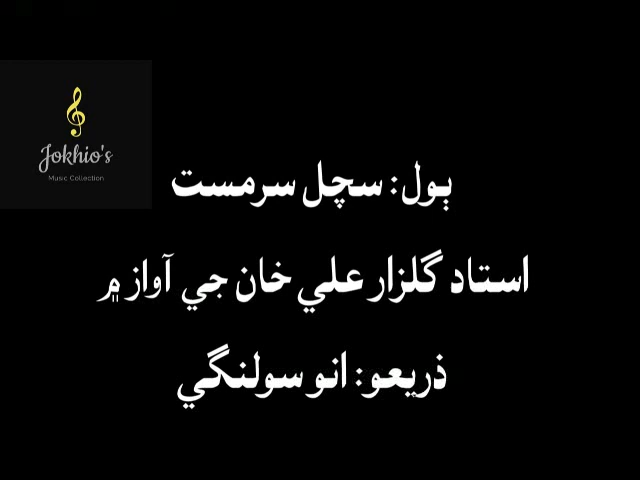 Jokhio's
Music Collection
ٻول: سچل سرمست
استاد گلزار علي خان جي آواز ۾
ذريعو: انو سولنگي